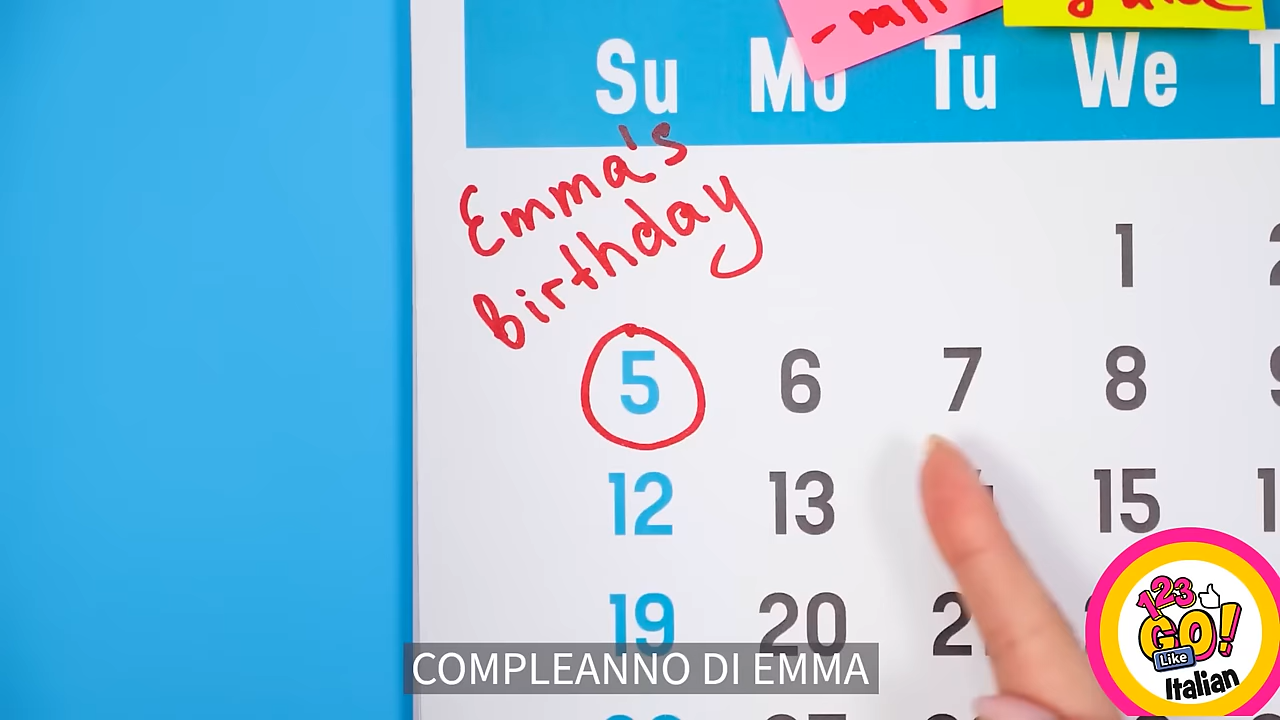 Su Mo Tu We
Emma's
Birthday
1
5 6 7 8
12 13 15
19 20
COMPLEANNO DI EMMA
123
GO!
Like
Italian